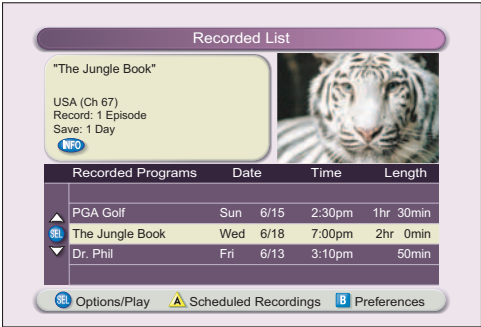 Recorded List
"The Jungle Book"
USA (Ch 67)
Record: 1 Episode
Save: 1 Day
INFO
Recorded Programs Date Time Length
PGA Golf Sun 6/15 2:30pm 1hr 30min
SEL The Jungle Book Wed 6/18 7:00pm 2hr 0min
Dr. Phil Fri 6/13 3:10pm 50min
SEL Options/Play A Scheduled Recordings B Preferences